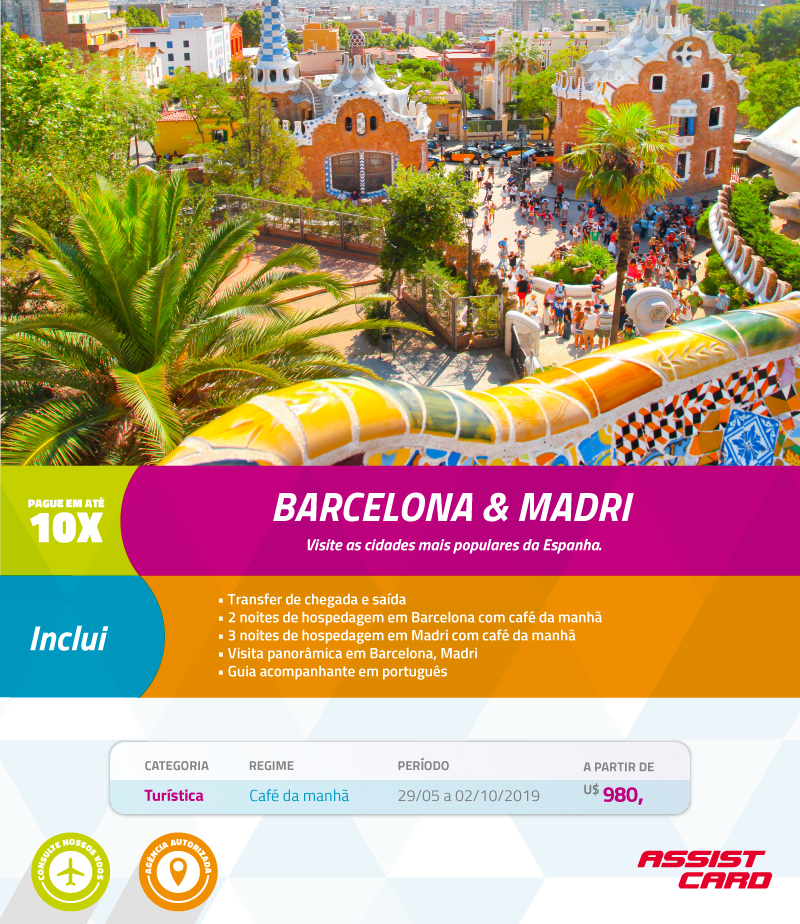 PAGUE EM ATÉ
10X
BARCELONA & MADRI
Visite as cidades mais populares da Espanha.
Inclui
• Transfer de chegada e saída
• 2 noites de hospedagem em Barcelona com café da manhã
• 3 noites de hospedagem em Madri com café da manhã
• Visita panorâmica em Barcelona, Madri
• Guia acompanhante em português
CATEGORIA REGIME PERÍODO A PARTIR DE
Turística Café da manhã 29/05 a 02/10/2019 U$ 980,
CONSULTE NOSSOS VOOS
AGÊNCIA AUTORIZADA
ASSIST
CARD